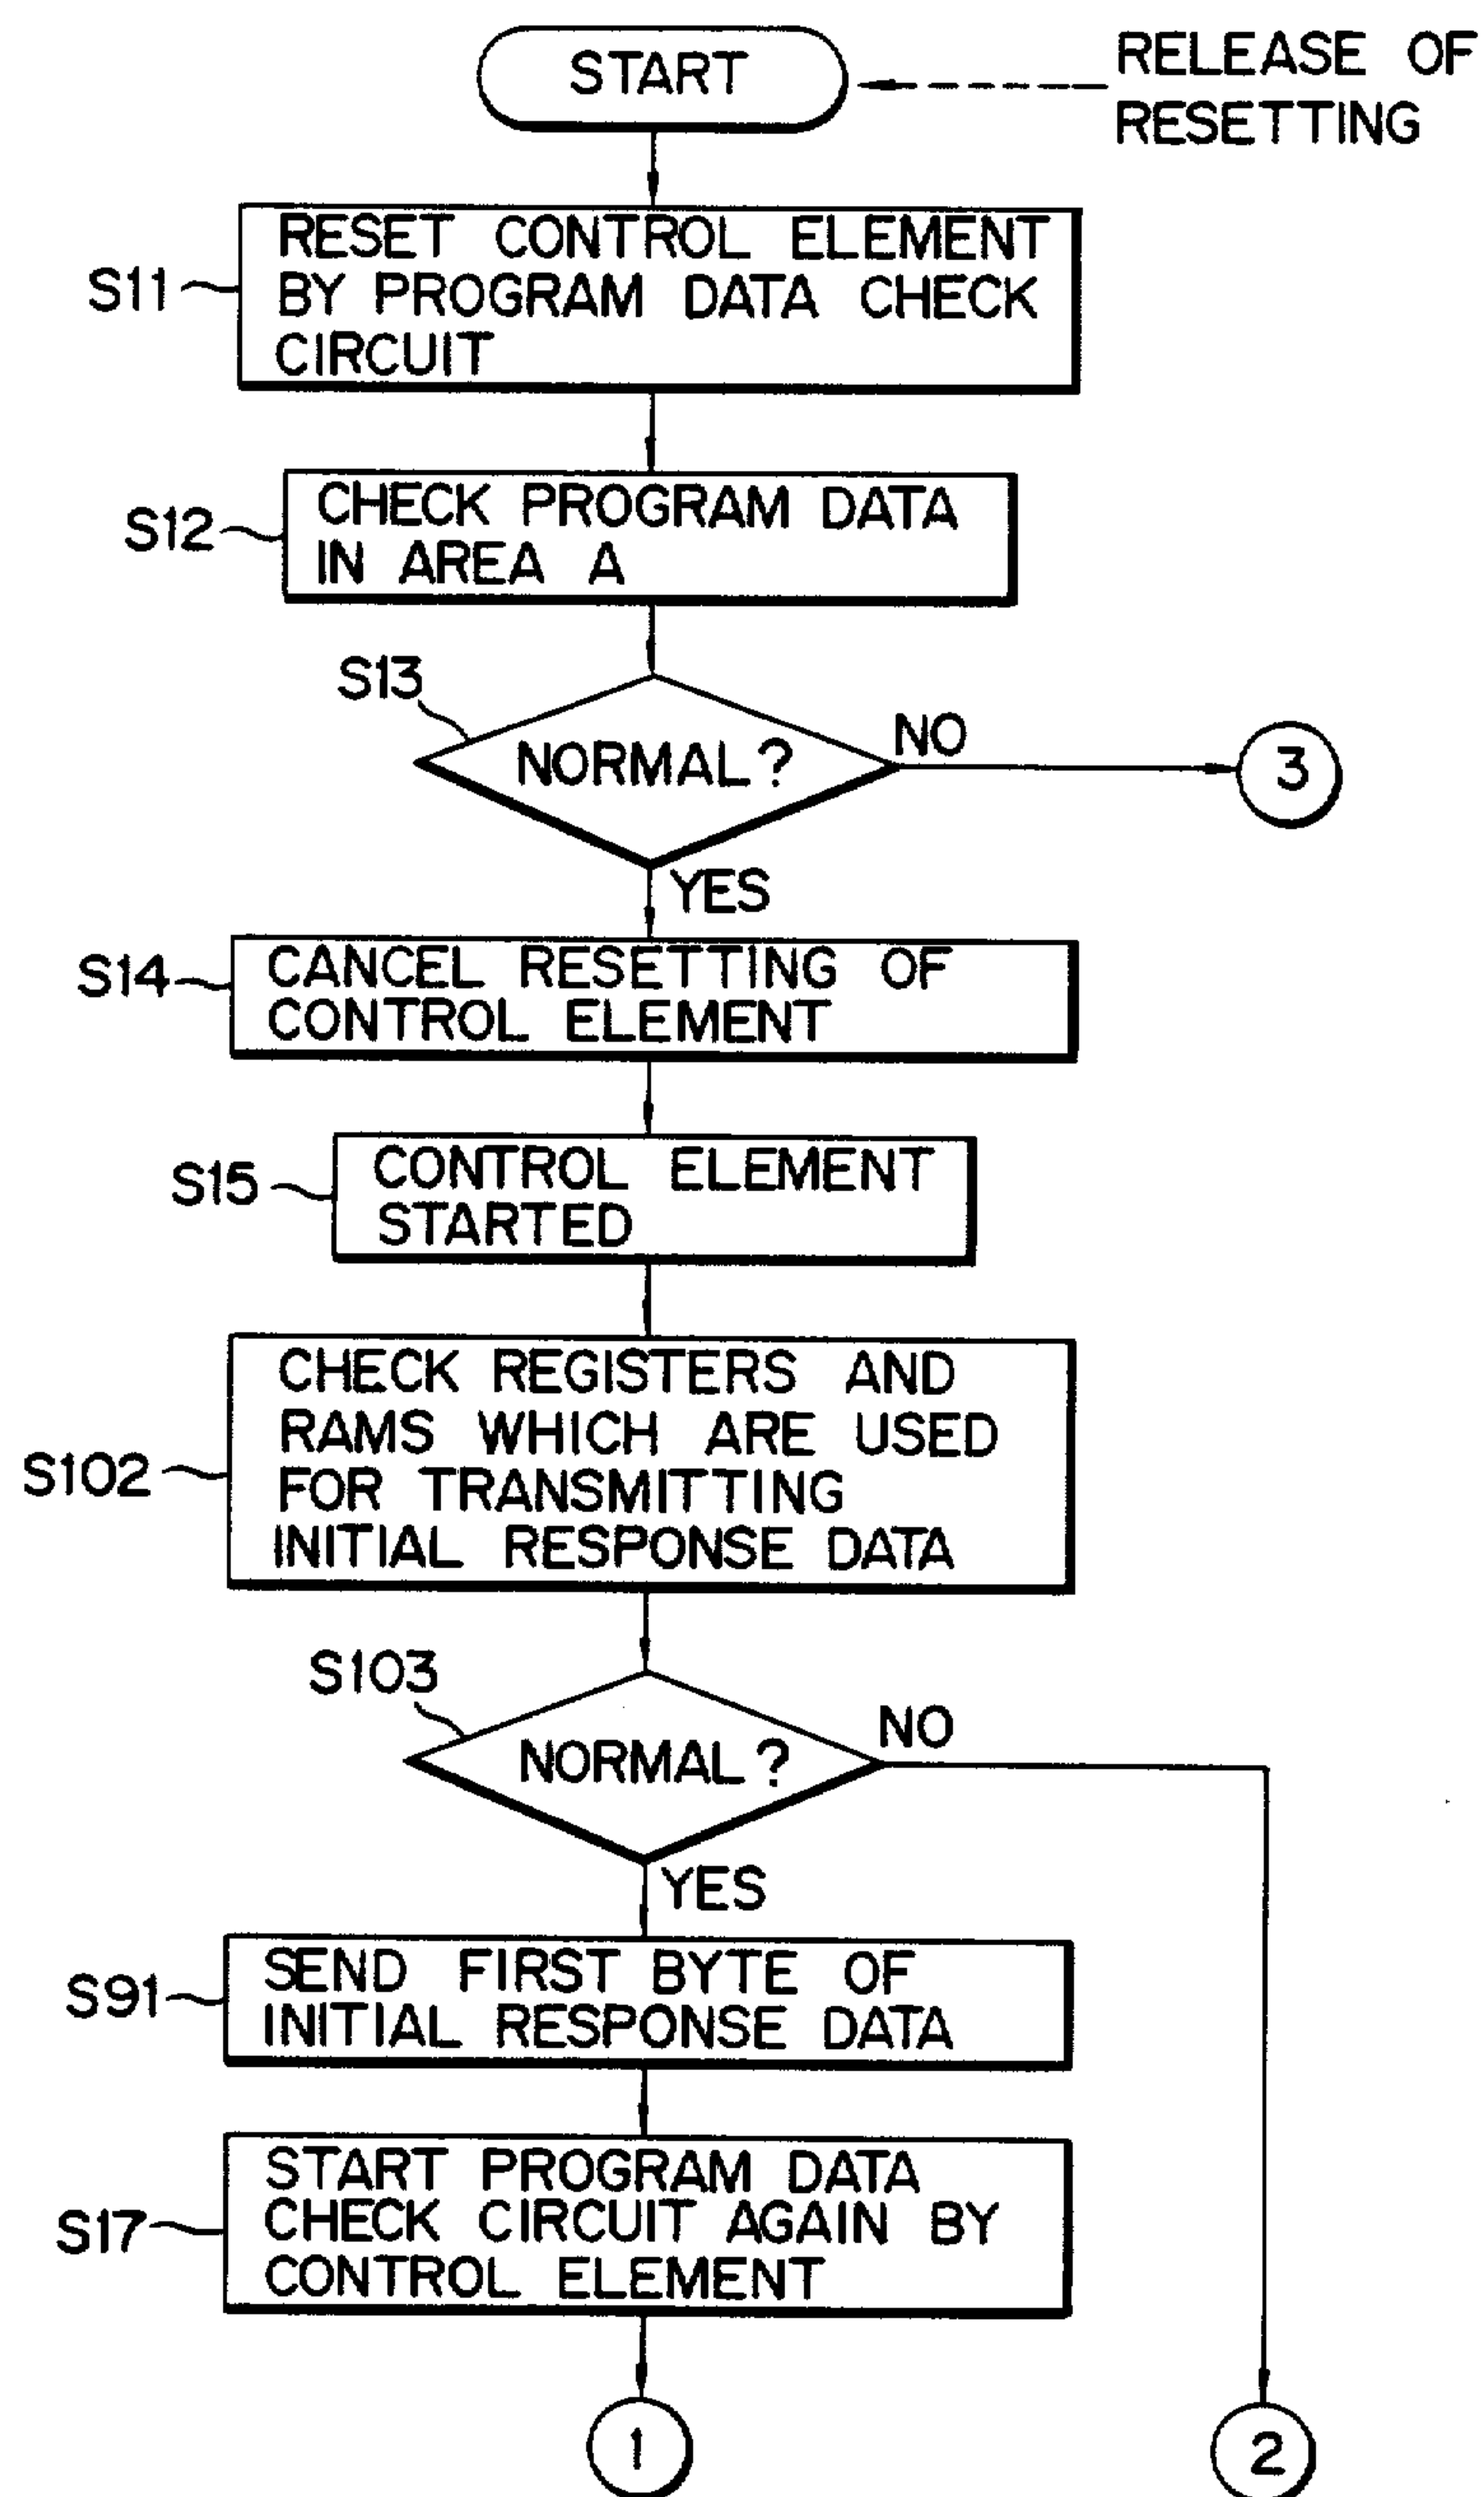 START
RELEASE OF
RESETTING
S11
RESET CONTROL ELEMENT
BY PROGRAM DATA CHECK
CIRCUIT
S12
CHECK PROGRAM DATA
IN AREA A
S13
NORMAL?
NO
3
YES
S14
CANCEL RESETTING OF
CONTROL ELEMENT
S15
CONTROL ELEMENT
STARTED
S102
CHECK REGISTERS AND
RAMS WHICH ARE USED
FOR TRANSMITTING
INITIAL RESPONSE DATA
S103
NORMAL?
NO
YES
S91
SEND FIRST BYTE OF
INITIAL RESPONSE DATA
S17
START PROGRAM DATA
CHECK CIRCUIT AGAIN BY
CONTROL ELEMENT
1
2